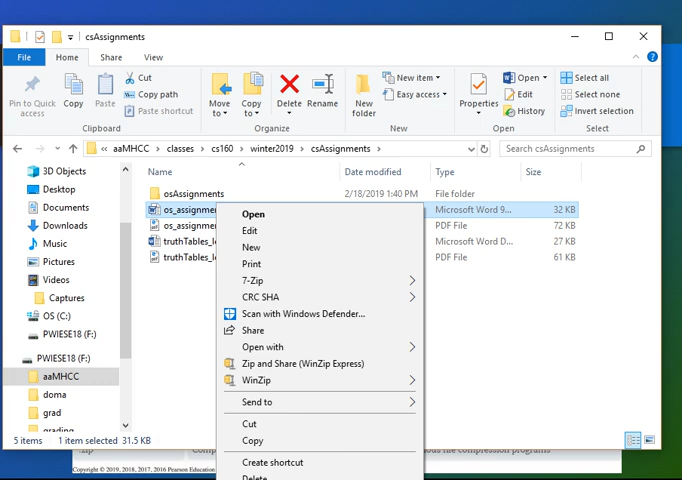 csAssignments
File Home Share View
Pin to Quick access
Copy
Paste
Cut
Copy path
Paste shortcut
Clipboard
Move to
Copy to
Delete
Rename
Organize
New folder
New item
Easy access
New
Properties
Open
Edit
History
Open
Select all
Select none
Invert selection
Select
« aaMHCC > classes > cs160 > winter2019 > csAssignments >
Search csAssignments
Name Date modified Type Size
osAssignments 2/18/2019 1:40 PM File folder
os_assignme Microsoft Word 9... 32 KB
os_assignme PDF File 72 KB
truthTables_l Microsoft Word D... 27 KB
truthTables_l PDF File 61 KB
3D Objects
Desktop
Documents
Downloads
Music
Pictures
Videos
Captures
OS (C:)
PWIESE18 (F:)
PWIESE18 (F:)
aaMHCC
doma
grad
grading
Open
Edit
New
Print
7-Zip
CRC SHA
Scan with Windows Defender...
Share
Open with
Zip and Share (WinZip Express)
WinZip
Send to
Cut
Copy
Create shortcut
Delete
5 items 1 item selected 31.5 KB
.zip
compression programs
Copyright © 2019, 2018, 2017, 2016 Pearson Education